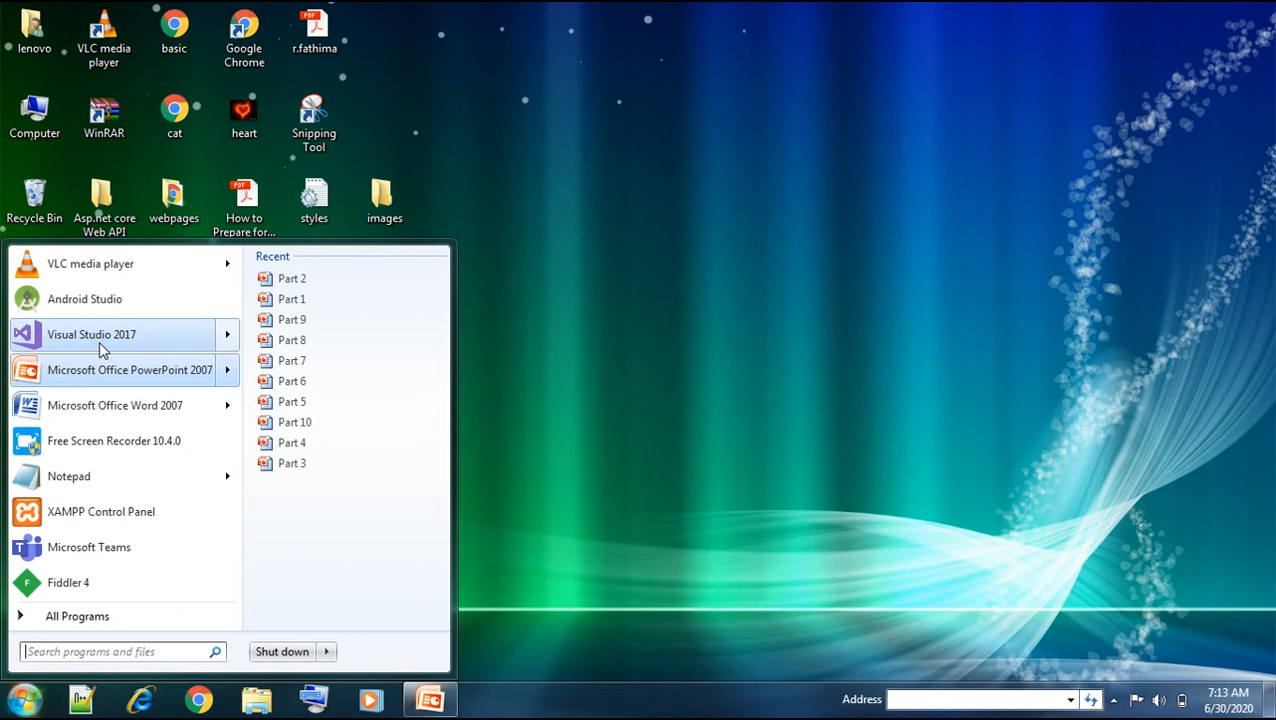 lenovo
VLC media
player
basic
Google
Chrome
r.fathima
Computer
WinRAR
cat
heart
Snipping
Tool
Recycle Bin
Asp.net core
Web API
webpages
How to
Prepare for...
styles
images
VLC media player
Android Studio
Visual Studio 2017
Microsoft Office PowerPoint 2007
Microsoft Office Word 2007
Free Screen Recorder 10.4.0
Notepad
XAMPP Control Panel
Microsoft Teams
Fiddler 4
All Programs
Search programs and files
Recent
Part 2
Part 1
Part 9
Part 8
Part 7
Part 6
Part 5
Part 10
Part 4
Part 3
Shut down
Address
7:13 AM
6/30/2020